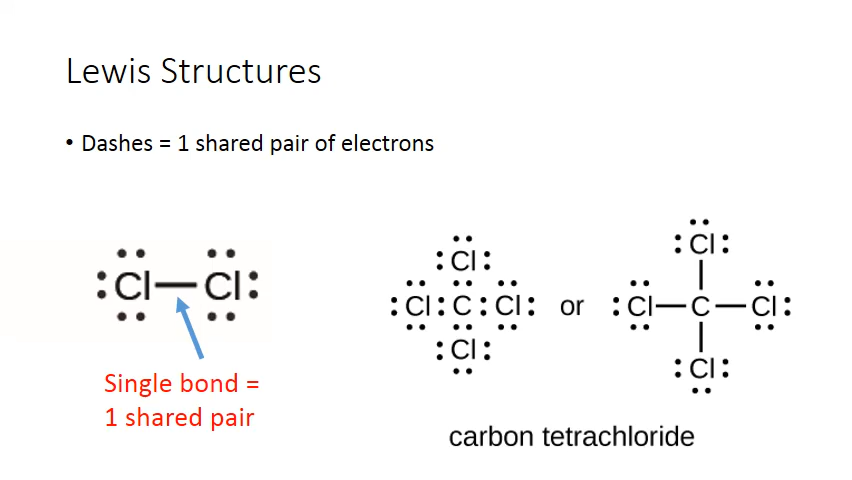 Lewis Structures
• Dashes = 1 shared pair of electrons
Cl—Cl
Single bond =
1 shared pair
Cl
Cl:C:Cl
Cl
or
Cl
Cl—C—Cl
Cl
carbon tetrachloride